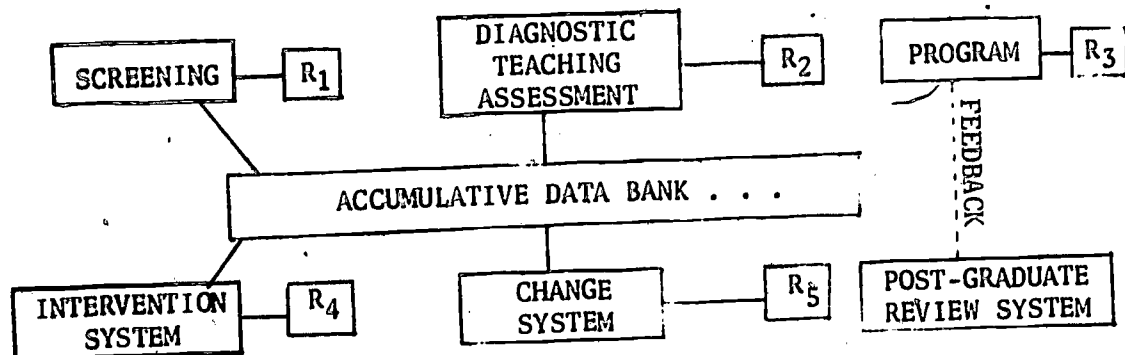 SCREENING
R1
DIAGNOSTIC
TEACHING
ASSESSMENT
R2
PROGRAM
R3
FEEDBACK
ACCUMULATIVE DATA BANK . . .
INTERVENTION
SYSTEM
R4
CHANGE
SYSTEM
R5
POST-GRADUATE
REVIEW SYSTEM